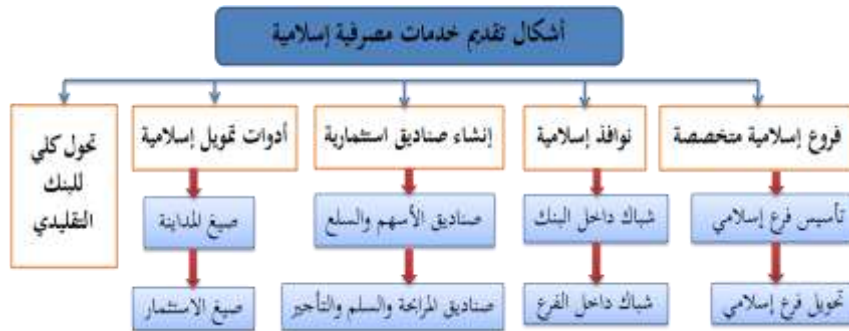 أشكال تقديم خدمات مصرفية إسلامية
فروع إسلامية متخصصة
نوافذ إسلامية
إنشاء صناديق استثمارية
أدوات تمويل إسلامية
تحول كلي
للبنك
التقليدي
تأسيس فرع إسلامي
شباك داخل البنك
صناديق الأسهم والسلع
صيغ المداينة
تحويل فرع إسلامي
شباك داخل الفرع
صناديق المرابحة والسلم والتأجير
صيغ الاستثمار